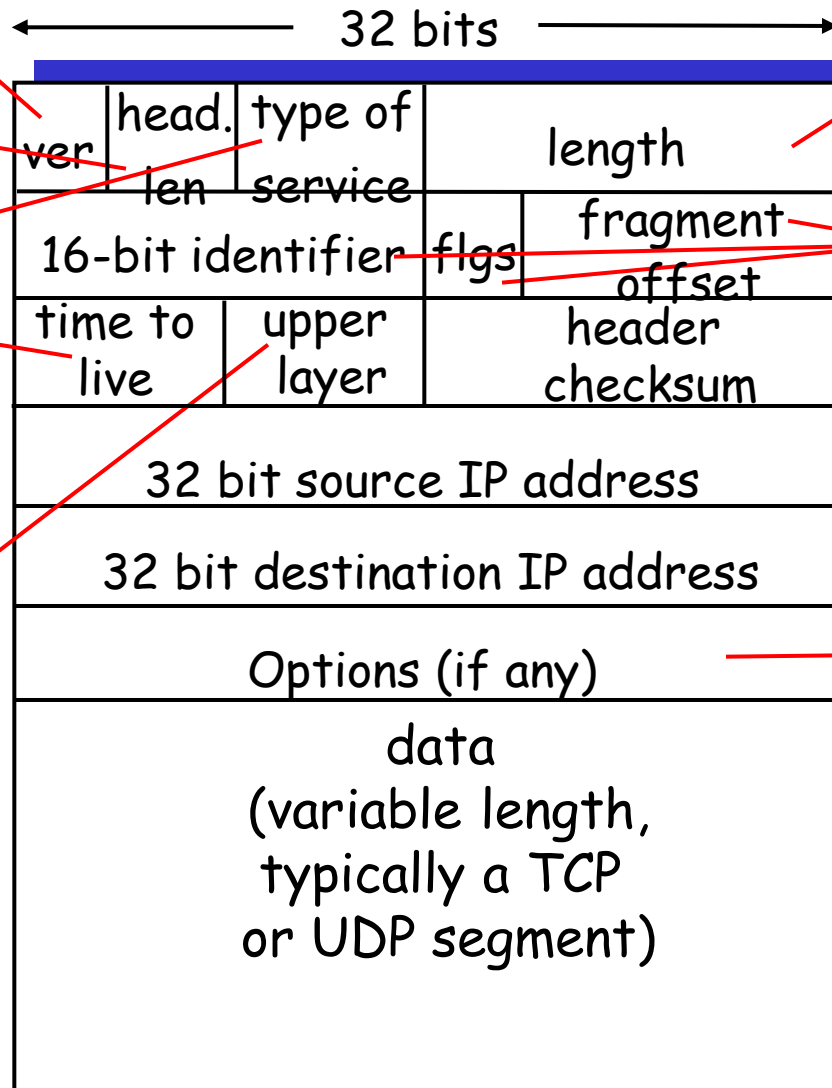 32 bits
ver head. len type of service length
16-bit identifier flgs fragment offset
time to live upper layer header checksum
32 bit source IP address
32 bit destination IP address
Options (if any)
data
(variable length,
typically a TCP
or UDP segment)